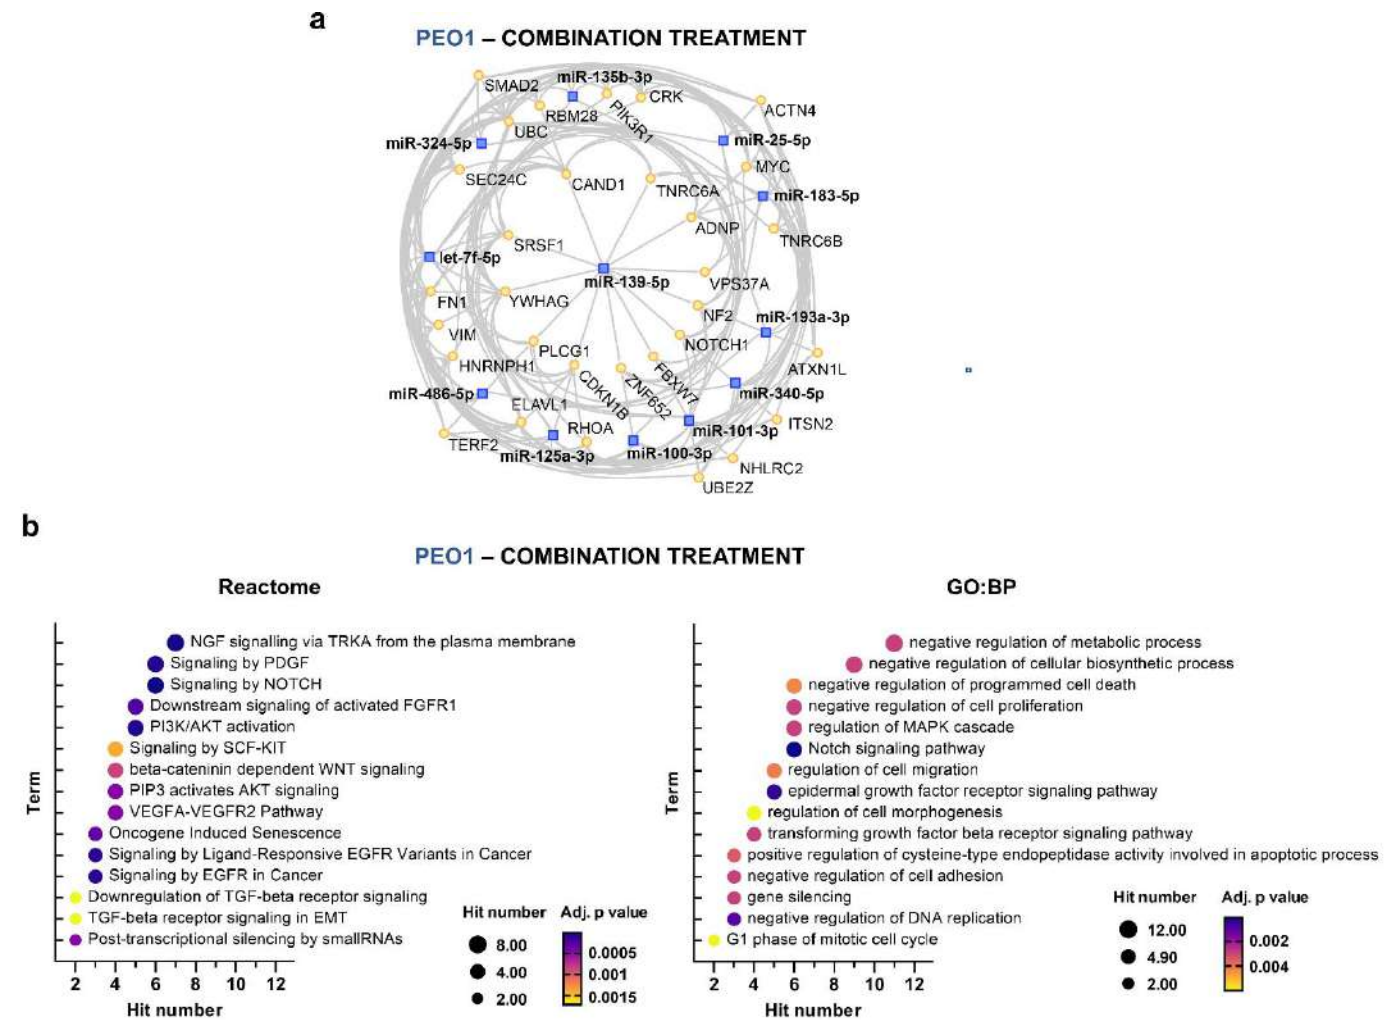 a
PEO1 – COMBINATION TREATMENT
miR-135b-3p
SMAD2
CRK
ACTN4
RBM28
PIK3R1
UBC
miR-324-5p
miR-25-5p
MYC
SEC24C
CAND1
TNRC6A
miR-183-5p
ADNP
TNRC6B
SRSF1
let-7f-5p
miR-139-5p
VPS37A
FN1
YWHAG
NF2
miR-193a-3p
VIM
NOTCH1
PLCG1
HNRNPH1
ATXN1L
FBXW7
CDKN1B
ZNF652
miR-486-5p
miR-340-5p
ELAVL1
ITSN2
RHOA
miR-101-3p
TERF2
miR-125a-3p
miR-100-3p
NHLRC2
UBE2Z
b
PEO1 – COMBINATION TREATMENT
Reactome
Term
NGF signalling via TRKA from the plasma membrane
Signaling by PDGF
Signaling by NOTCH
Downstream signaling of activated FGFR1
PI3K/AKT activation
Signaling by SCF-KIT
beta-cateninin dependent WNT signaling
PIP3 activates AKT signaling
VEGFA-VEGFR2 Pathway
Oncogene Induced Senescence
Signaling by Ligand-Responsive EGFR Variants in Cancer
Signaling by EGFR in Cancer
Downregulation of TGF-beta receptor signaling
TGF-beta receptor signaling in EMT
Post-transcriptional silencing by smallRNAs
2 4 6 8 10 12
Hit number
Hit number Adj. p value
8.00 0.0005
4.00 0.001
2.00 0.0015
GO:BP
Term
negative regulation of metabolic process
negative regulation of cellular biosynthetic process
negative regulation of programmed cell death
negative regulation of cell proliferation
regulation of MAPK cascade
Notch signaling pathway
regulation of cell migration
epidermal growth factor receptor signaling pathway
regulation of cell morphogenesis
transforming growth factor beta receptor signaling pathway
positive regulation of cysteine-type endopeptidase activity involved in apoptotic process
negative regulation of cell adhesion
gene silencing
negative regulation of DNA replication
G1 phase of mitotic cell cycle
2 4 6 8 10 12
Hit number
Hit number Adj. p value
12.00 0.002
4.90 0.004
2.00